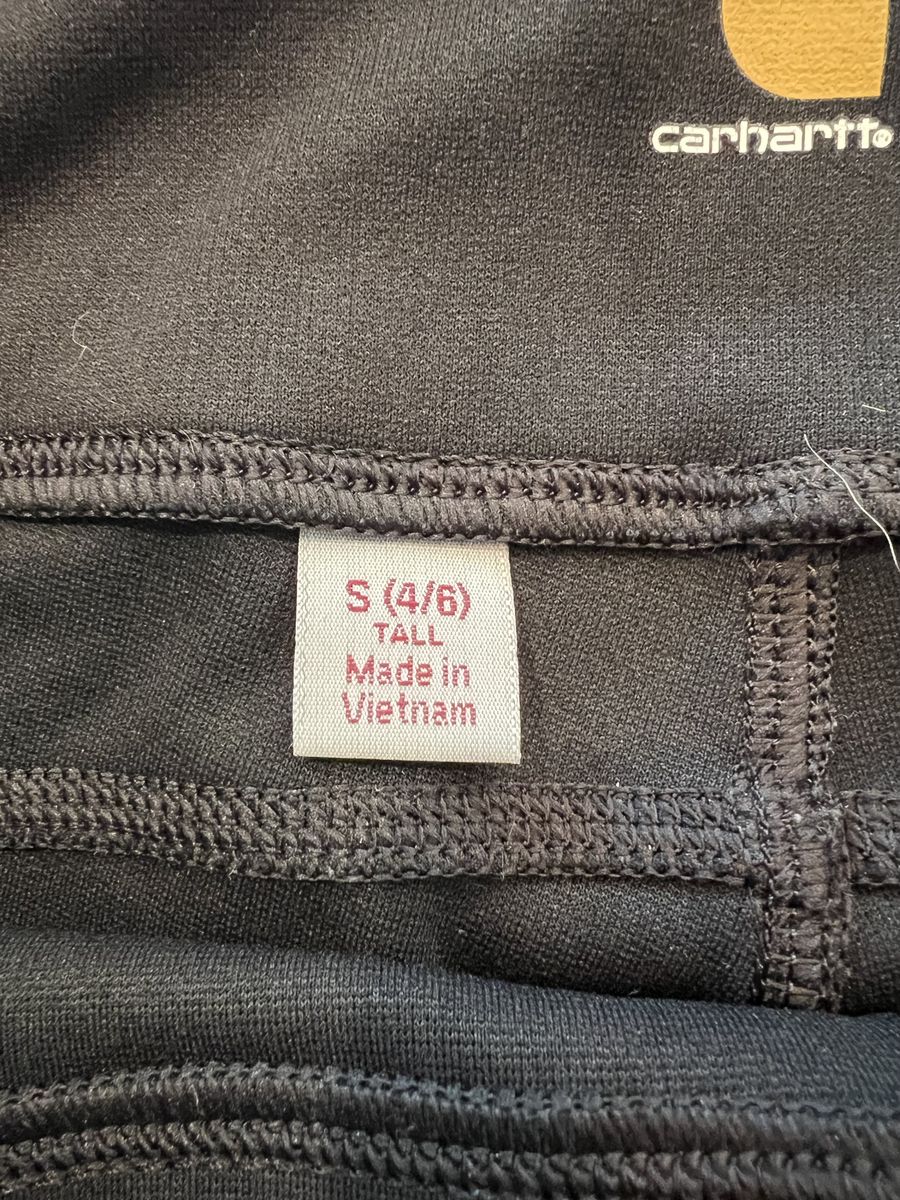 carhartt®
S (4/6)
TALL
Made in
Vietnam